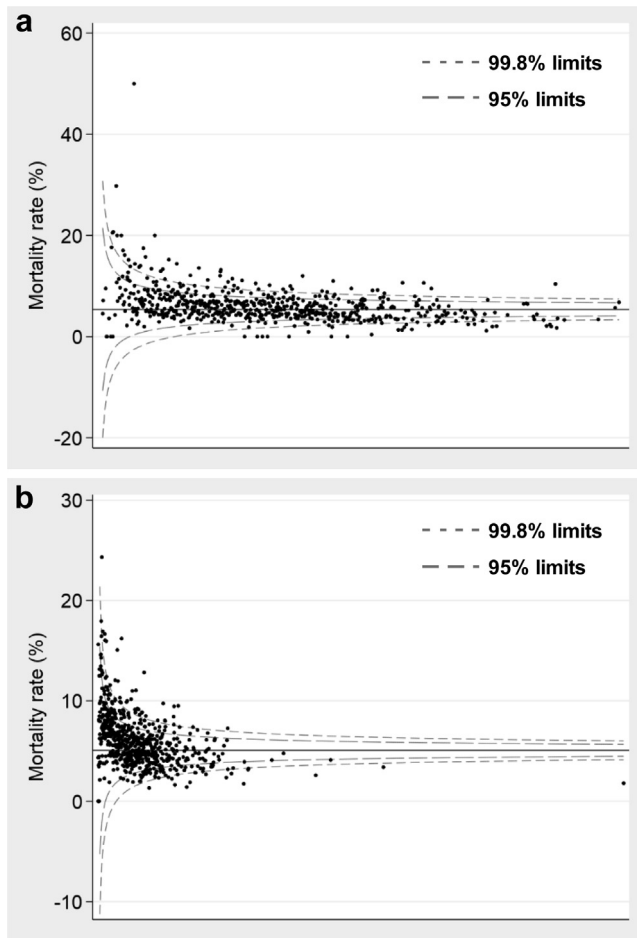 a
60
40
20
0
-20
Mortality rate (%)
99.8% limits
95% limits
b
30
20
10
0
-10
Mortality rate (%)
99.8% limits
95% limits